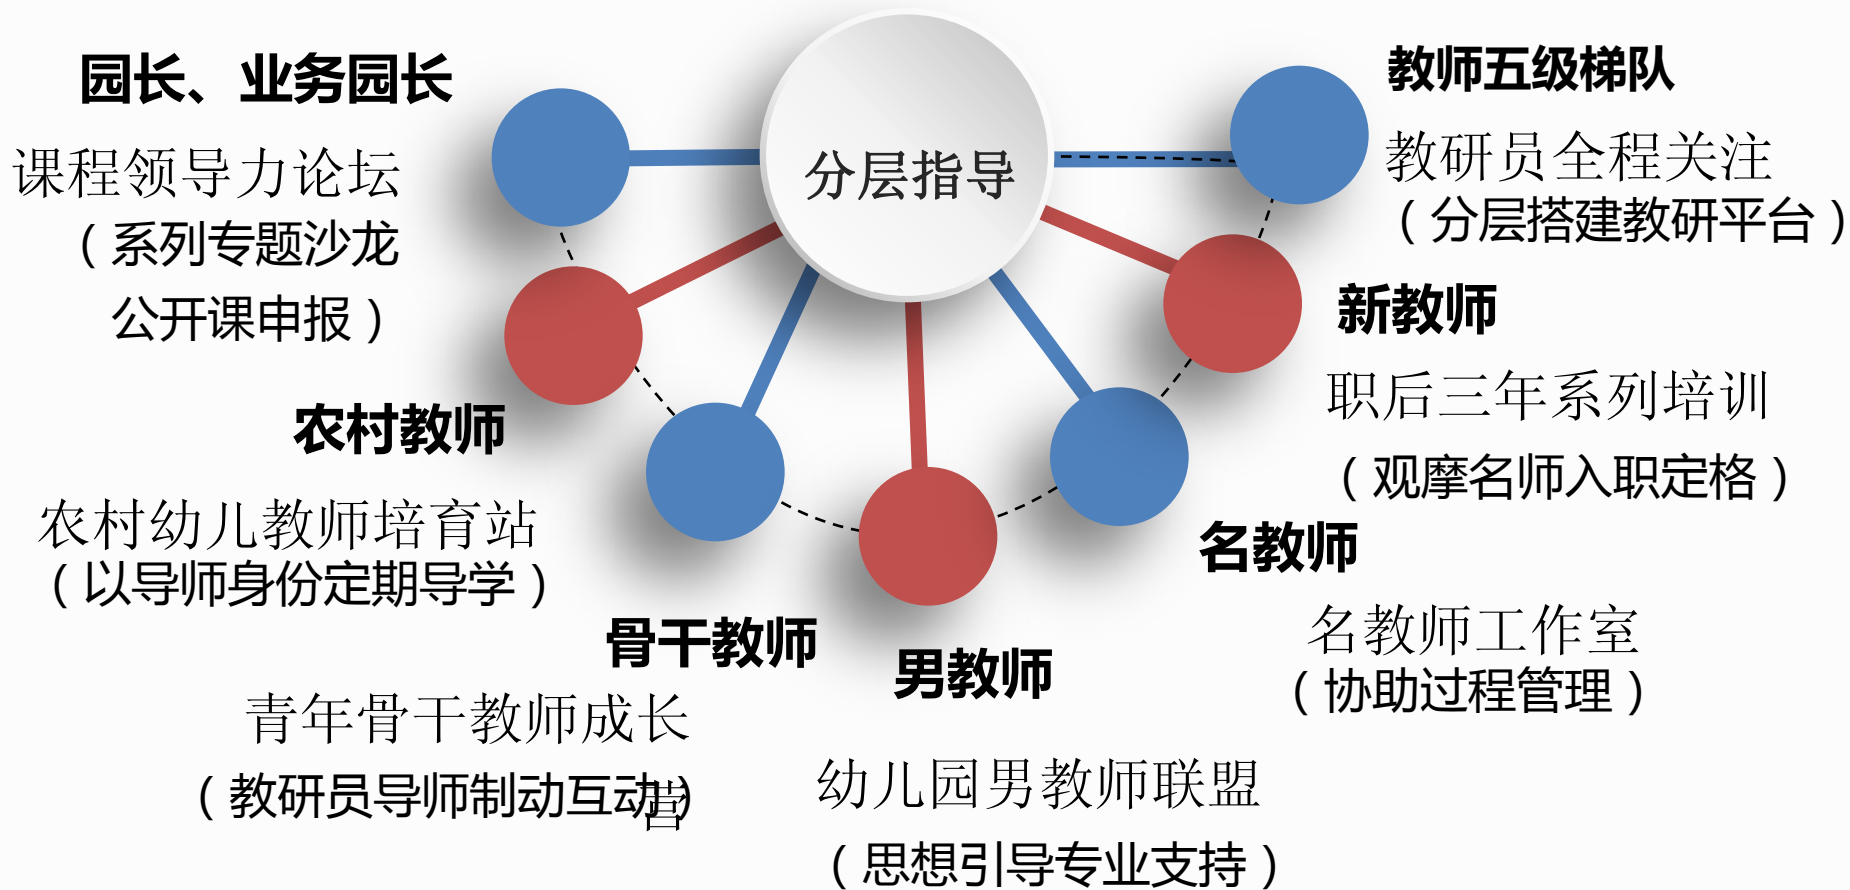 分层指导
园长、业务园长
课程领导力论坛
（系列专题沙龙
公开课申报）
农村教师
农村幼儿教师培育站
（以导师身份定期导学）
骨干教师
青年骨干教师成长
营
（教研员导师制动互动）
男教师
幼儿园男教师联盟
（思想引导专业支持）
名教师
名教师工作室
（协助过程管理）
新教师
职后三年系列培训
（观摩名师入职定格）
教师五级梯队
教研员全程关注
（分层搭建教研平台）